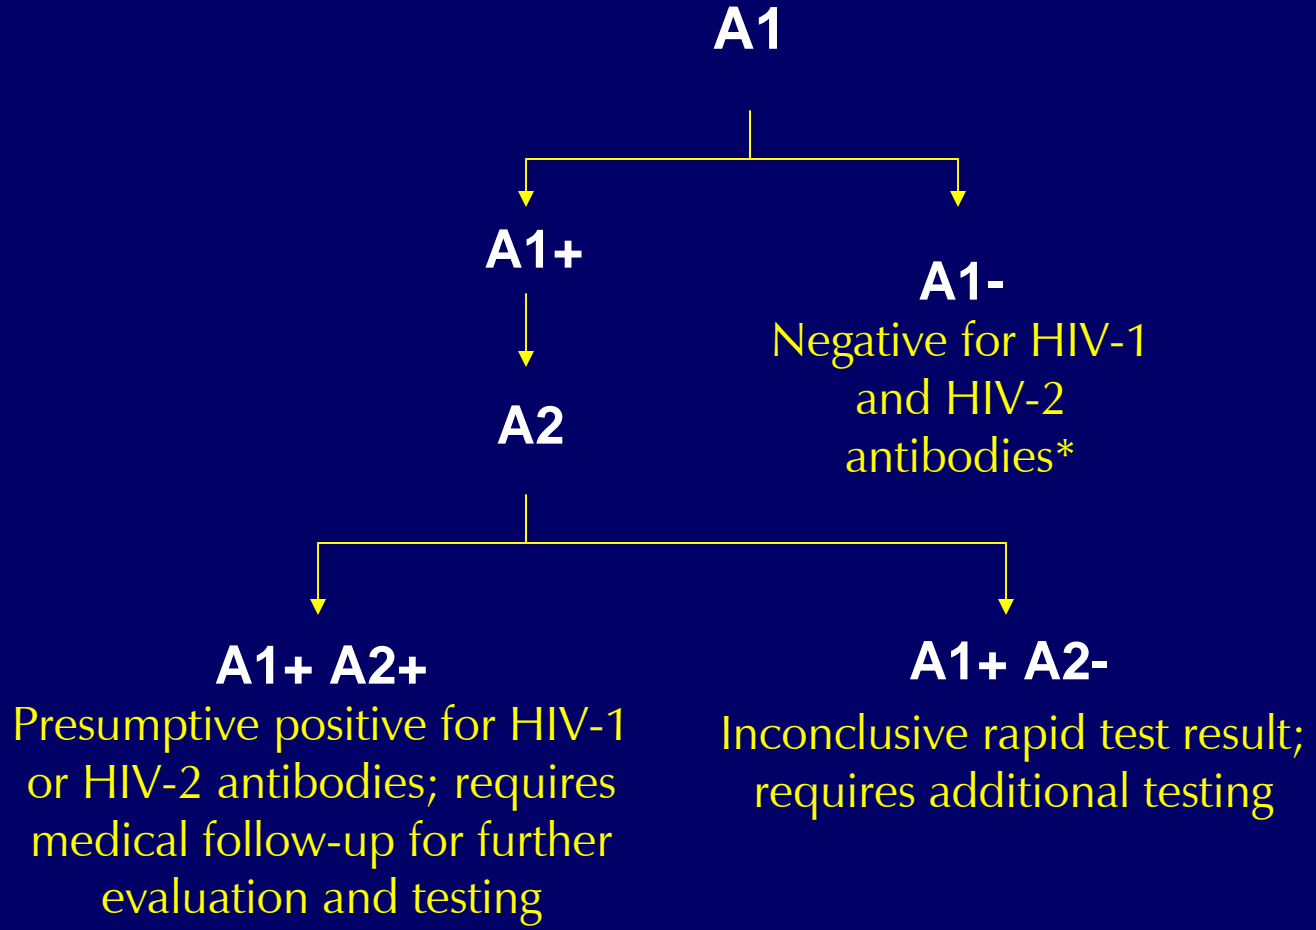 A1
A1+
A1-
Negative for HIV-1
and HIV-2
antibodies*
A2
A1+ A2+
Presumptive positive for HIV-1
or HIV-2 antibodies; requires
medical follow-up for further
evaluation and testing
A1+ A2-
Inconclusive rapid test result;
requires additional testing